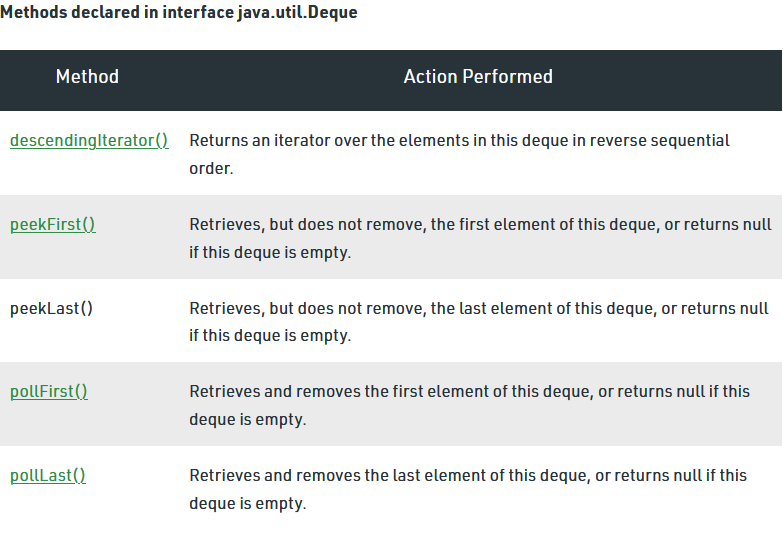 Methods declared in interface java.util.Deque
Method Action Performed
descendingIterator() Returns an iterator over the elements in this deque in reverse sequential
order.
peekFirst() Retrieves, but does not remove, the first element of this deque, or returns null
if this deque is empty.
peekLast() Retrieves, but does not remove, the last element of this deque, or returns null
if this deque is empty.
pollFirst() Retrieves and removes the first element of this deque, or returns null if this
deque is empty.
pollLast() Retrieves and removes the last element of this deque, or returns null if this
deque is empty.